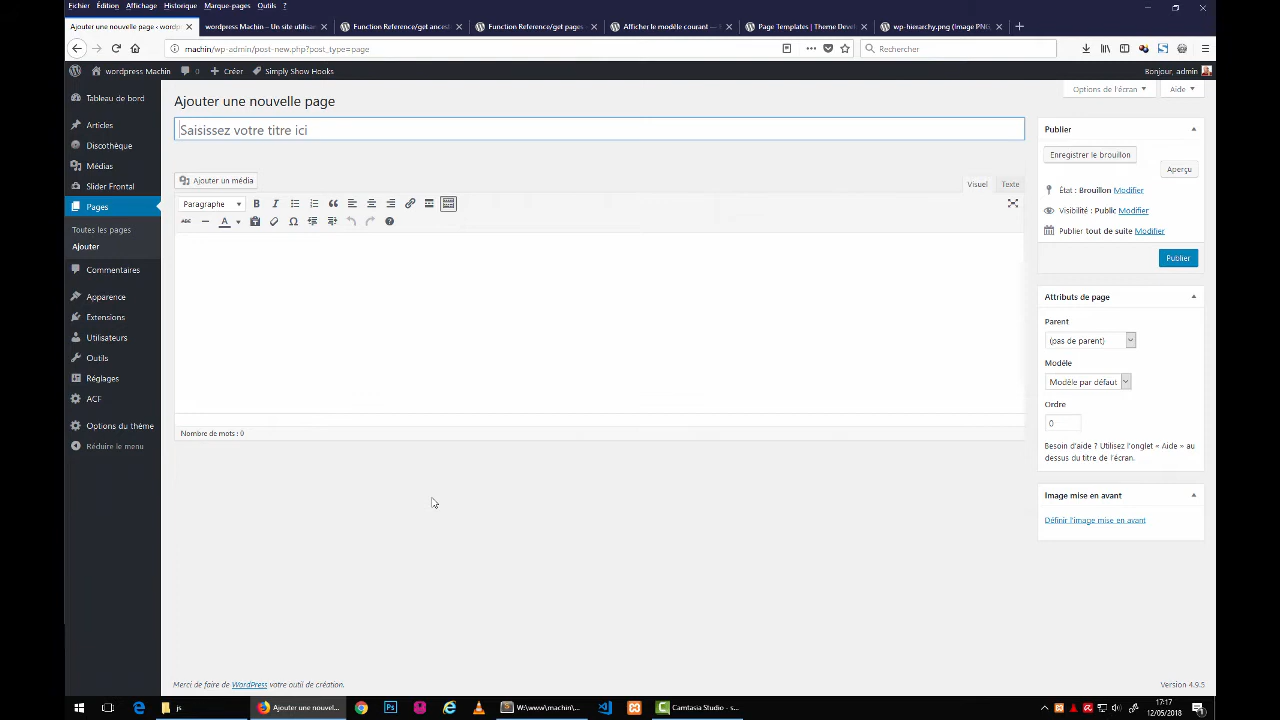 Fichier Édition Affichage Historique Marque-pages Outils ?
Ajouter une nouvelle page ‹ wordp
wordpress Machin – Un site utilisan
Function Reference/get ancest
Function Reference/get pages
Afficher le modèle courant — S
Page Templates | Theme Devel
wp-hierarchy.png (Image PNG,
machin/wp-admin/post-new.php?post_type=page
Rechercher
wordpress Machin 0 Créer Simply Show Hooks
Bonjour, admin
Options de l'écran Aide
Tableau de bord
Articles
Discothèque
Médias
Slider Frontal
Pages
Toutes les pages
Ajouter
Commentaires
Apparence
Extensions
Utilisateurs
Outils
Réglages
ACF
Options du thème
Réduire le menu
Ajouter une nouvelle page
Saisissez votre titre ici
Ajouter un média
Visuel Texte
Paragraphe B I
ABC A Ω
Nombre de mots : 0
Publier
Enregistrer le brouillon
Aperçu
État : Brouillon Modifier
Visibilité : Public Modifier
Publier tout de suite Modifier
Publier
Attributs de page
Parent
(pas de parent)
Modèle
Modèle par défaut
Ordre
0
Besoin d'aide ? Utilisez l'onglet « Aide » au
dessus du titre de l'écran.
Image mise en avant
Définir l'image mise en avant
Merci de faire de WordPress votre outil de création.
Version 4.9.5
js
Ajouter une nouvel...
W:\www\machin\...
Camtasia Studio - s...
17:17
12/05/2018